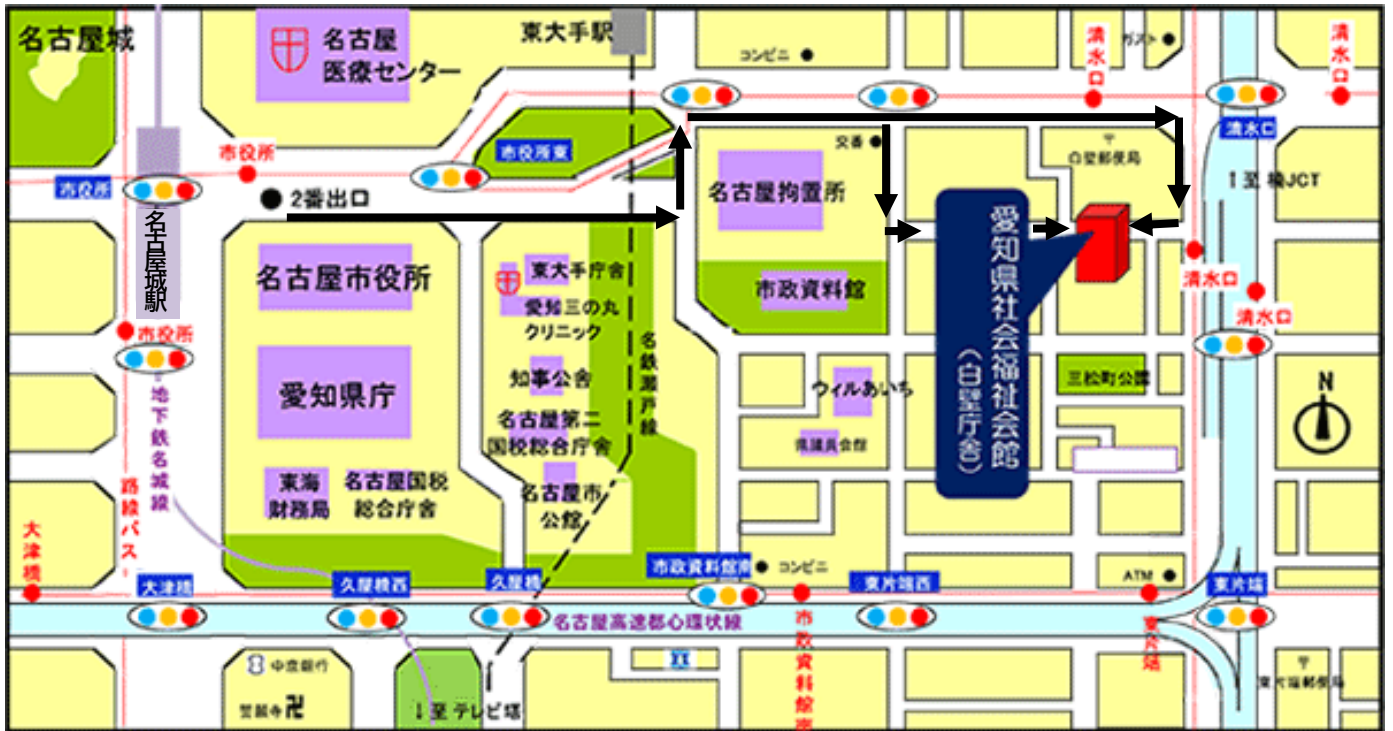 名古屋城
名古屋
医療センター
東大手駅
コンビニ
清水口
ガスト
清水口
清水口
市役所東
市役所
市役所
2番出口
交番
〒
白壁郵便局
↑至 楠JCT
名古屋拘置所
名古屋城駅
名古屋市役所
東大手庁舎
愛知三の丸
クリニック
市政資料館
愛知県社会福祉会館
(白壁庁舎)
清水口
清水口
市役所
名鉄瀬戸線
愛知県庁
知事公舎
名古屋第二
国税総合庁舎
ウィルあいち
県議員会館
三松町公園
N
地下鉄名城線
路線バス
東海
財務局
名古屋国税
総合庁舎
名古屋市
公館
大津橋
大津橋
久屋橋西
久屋橋
市政資料館南
コンビニ
東片端西
ATM
東片端
名古屋高速都心環状線
市政資料館南
東片端
中京銀行
卍
↓至 テレビ塔
〒
東片端郵便局